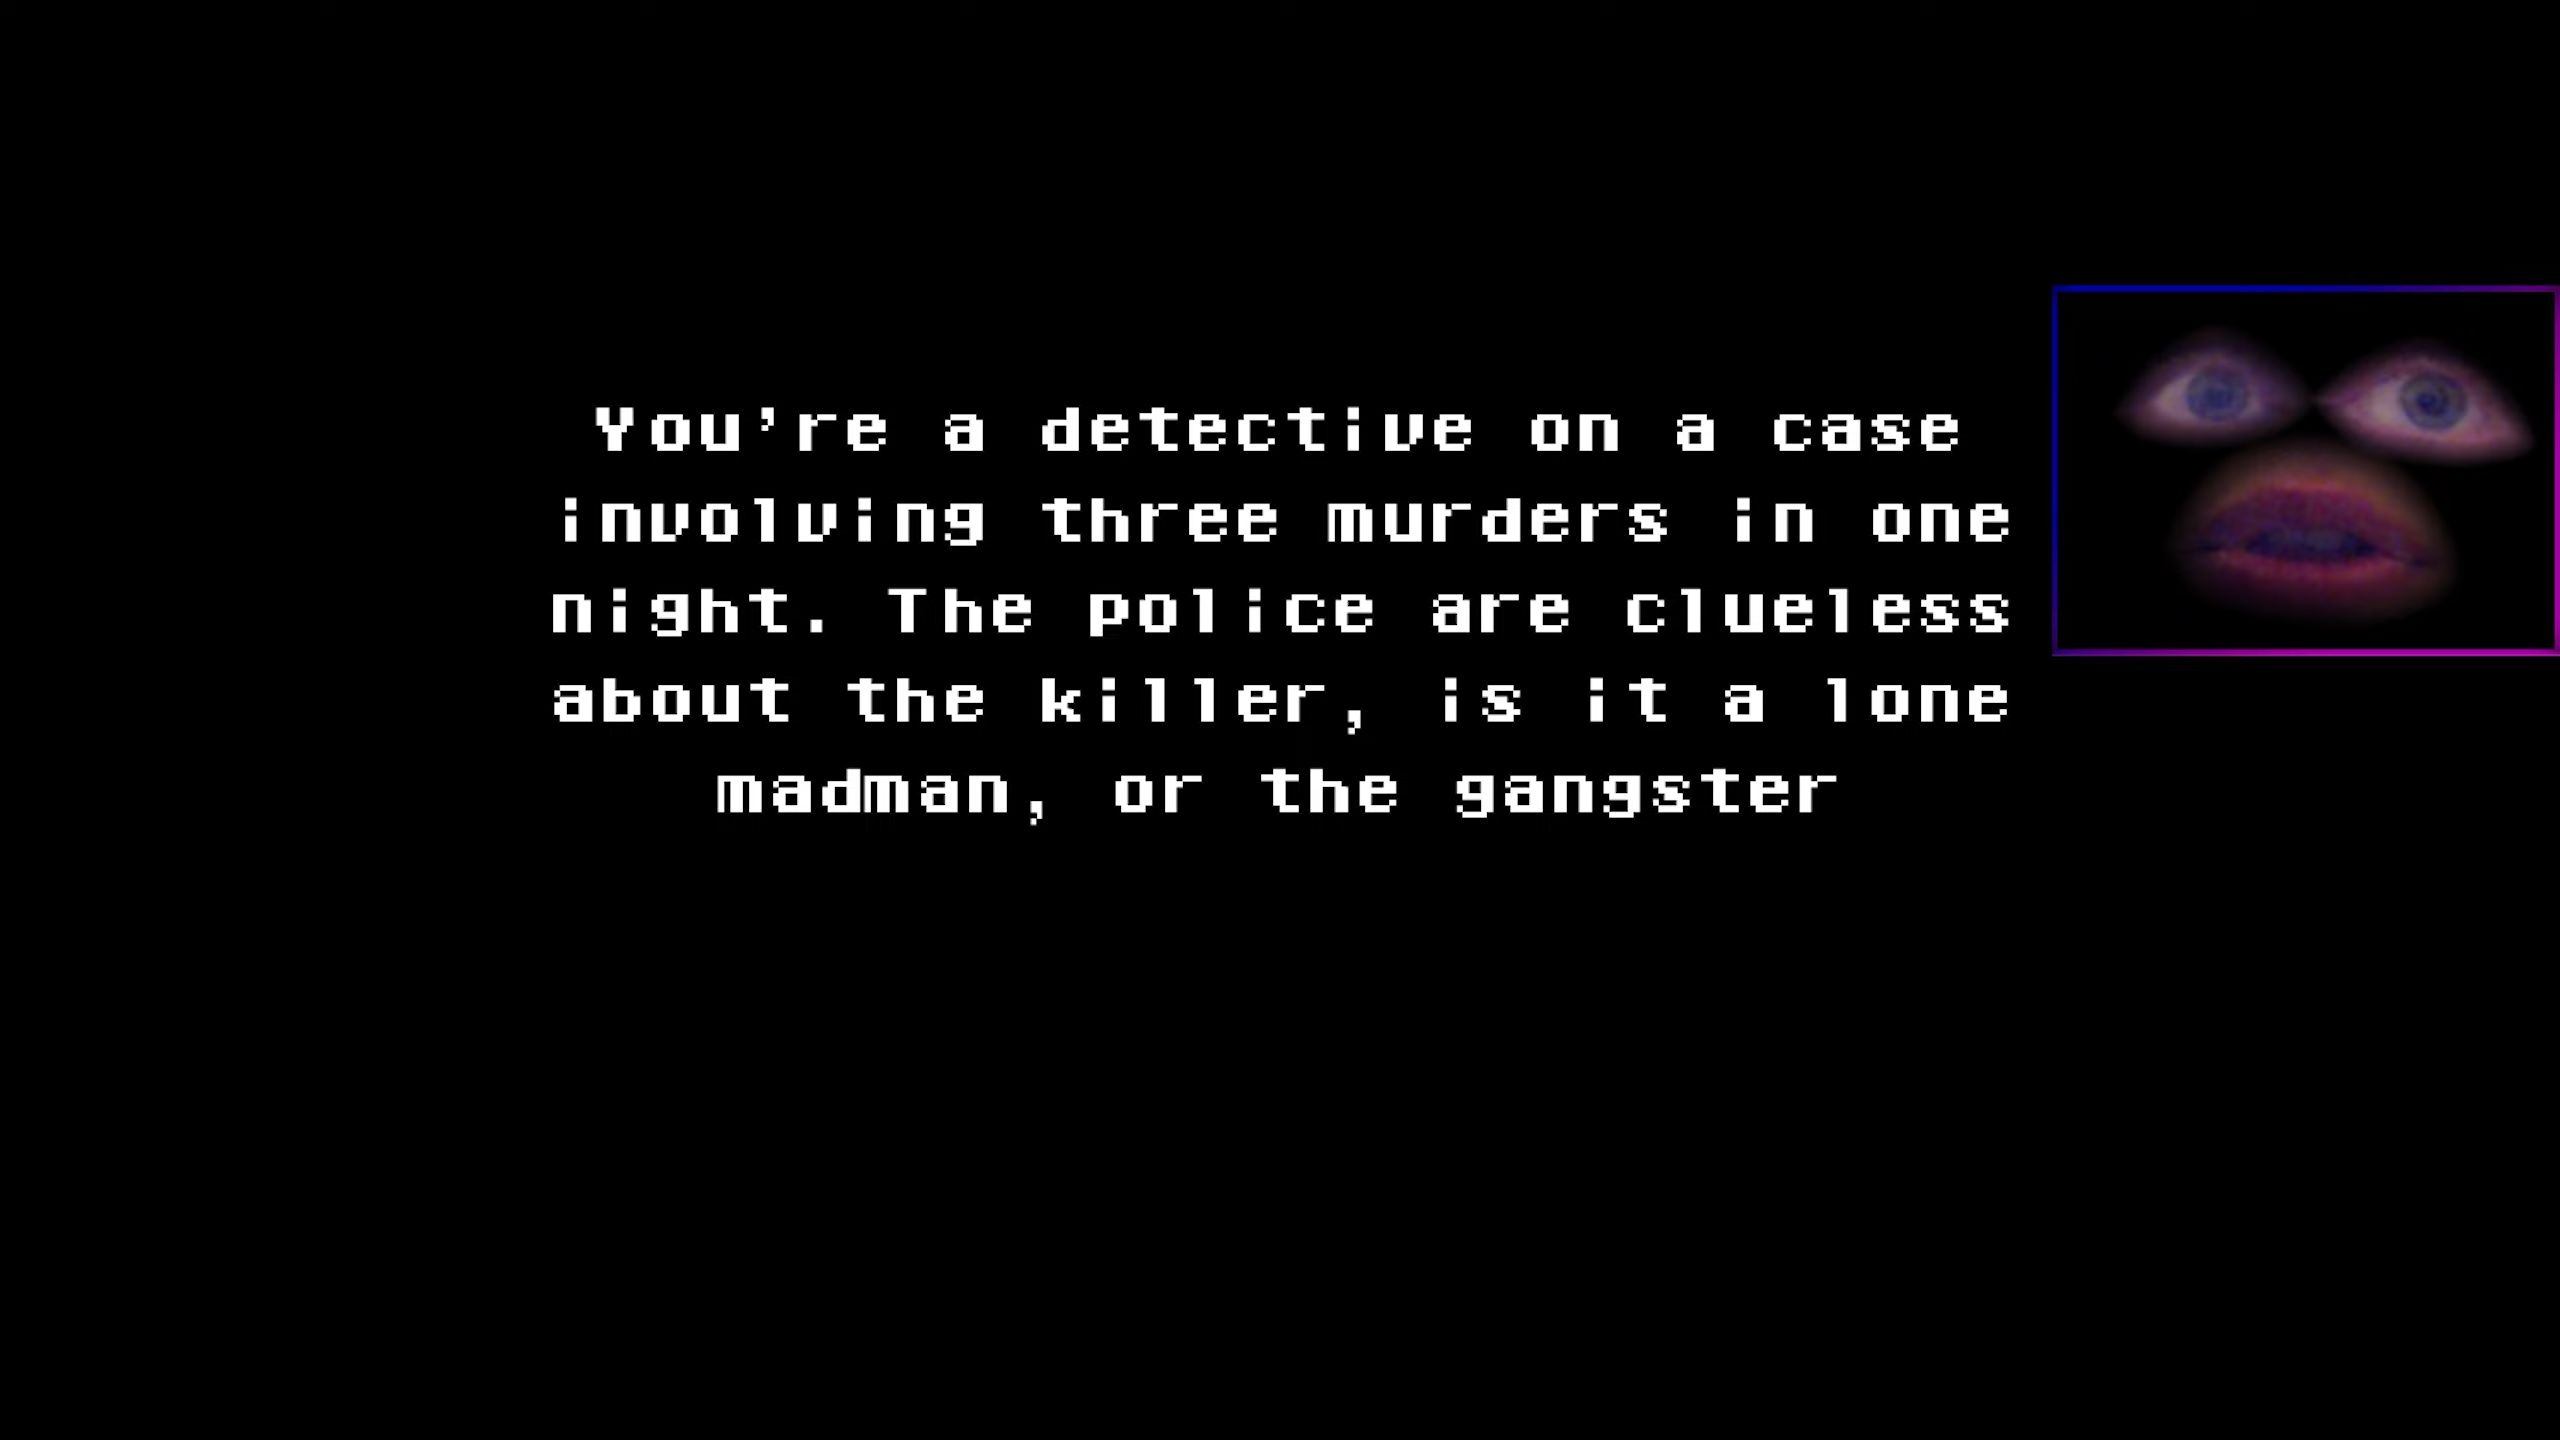 You're a detective on a case
involving three murders in one
night. The police are clueless
about the killer, is it a lone
madman, or the gangster